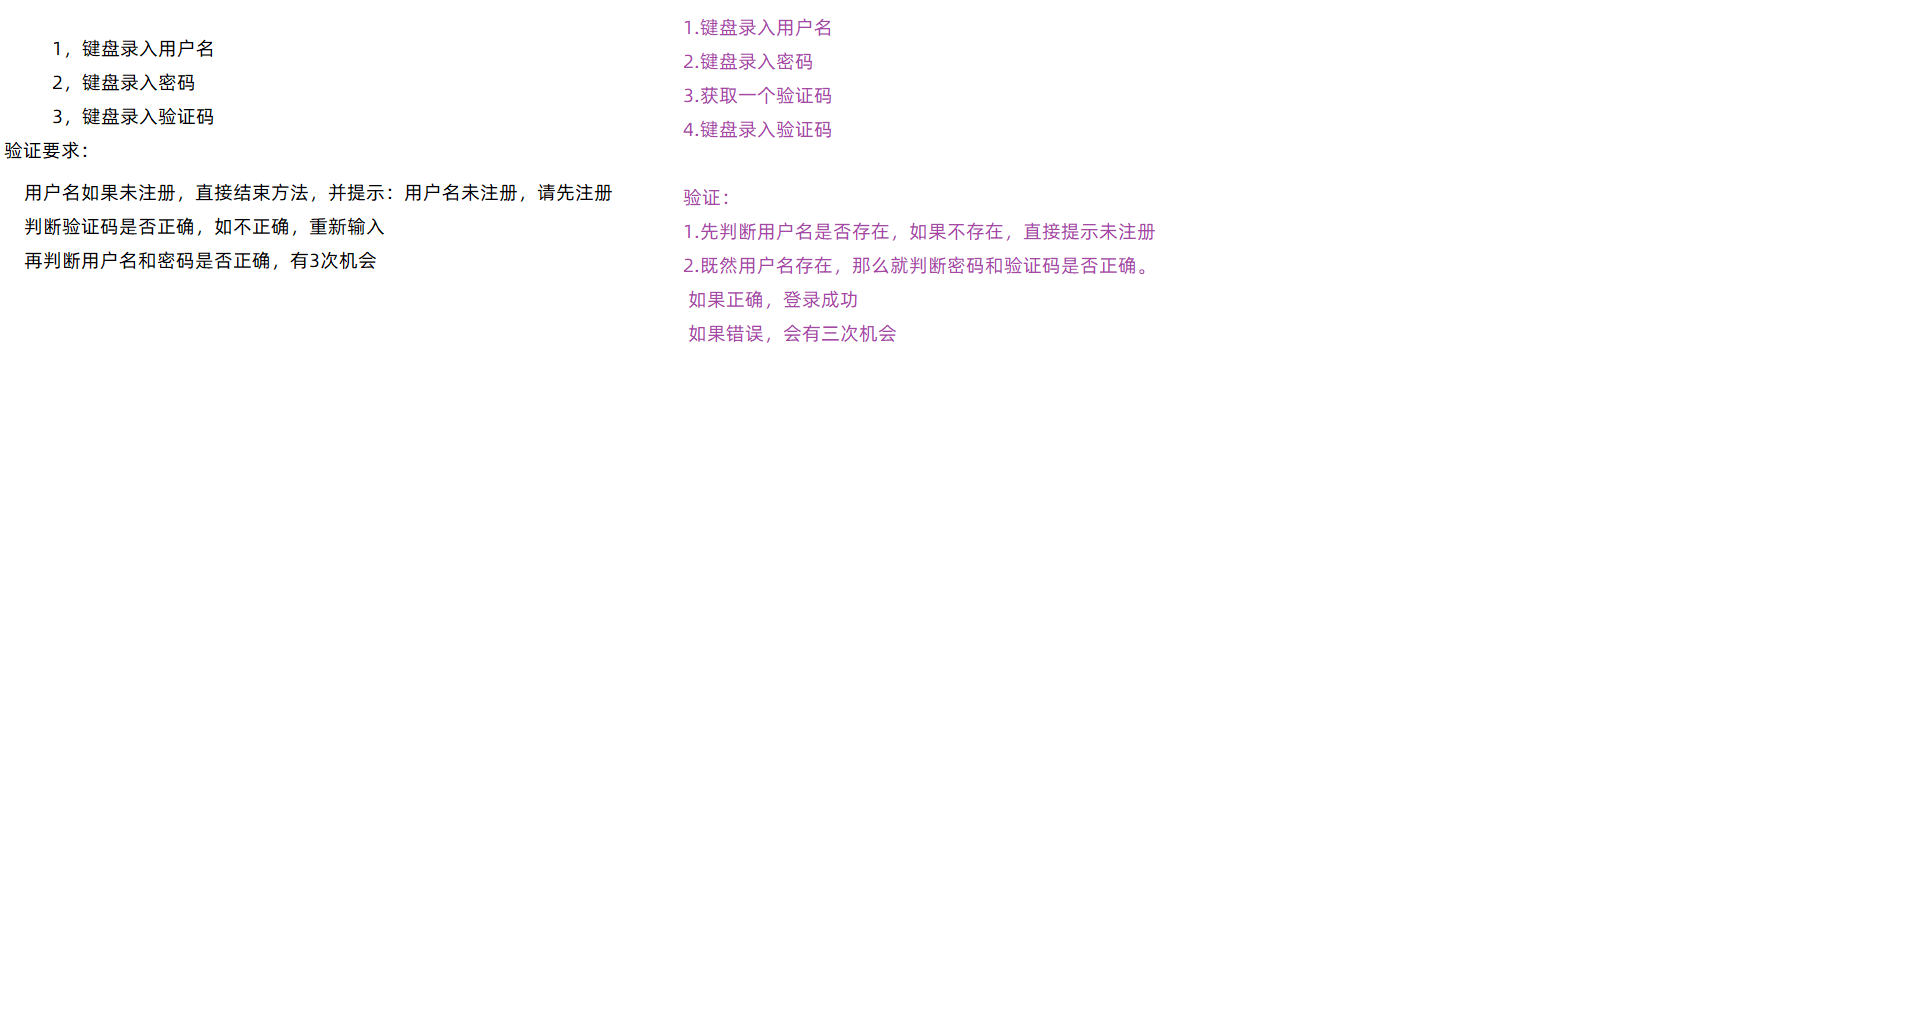 1，键盘录入用户名
2，键盘录入密码
3，键盘录入验证码
验证要求：
用户名如果未注册，直接结束方法，并提示：用户名未注册，请先注册
判断验证码是否正确，如不正确，重新输入
再判断用户名和密码是否正确，有3次机会
1.键盘录入用户名
2.键盘录入密码
3.获取一个验证码
4.键盘录入验证码
验证：
1.先判断用户名是否存在，如果不存在，直接提示未注册
2.既然用户名存在，那么就判断密码和验证码是否正确。
如果正确，登录成功
如果错误，会有三次机会